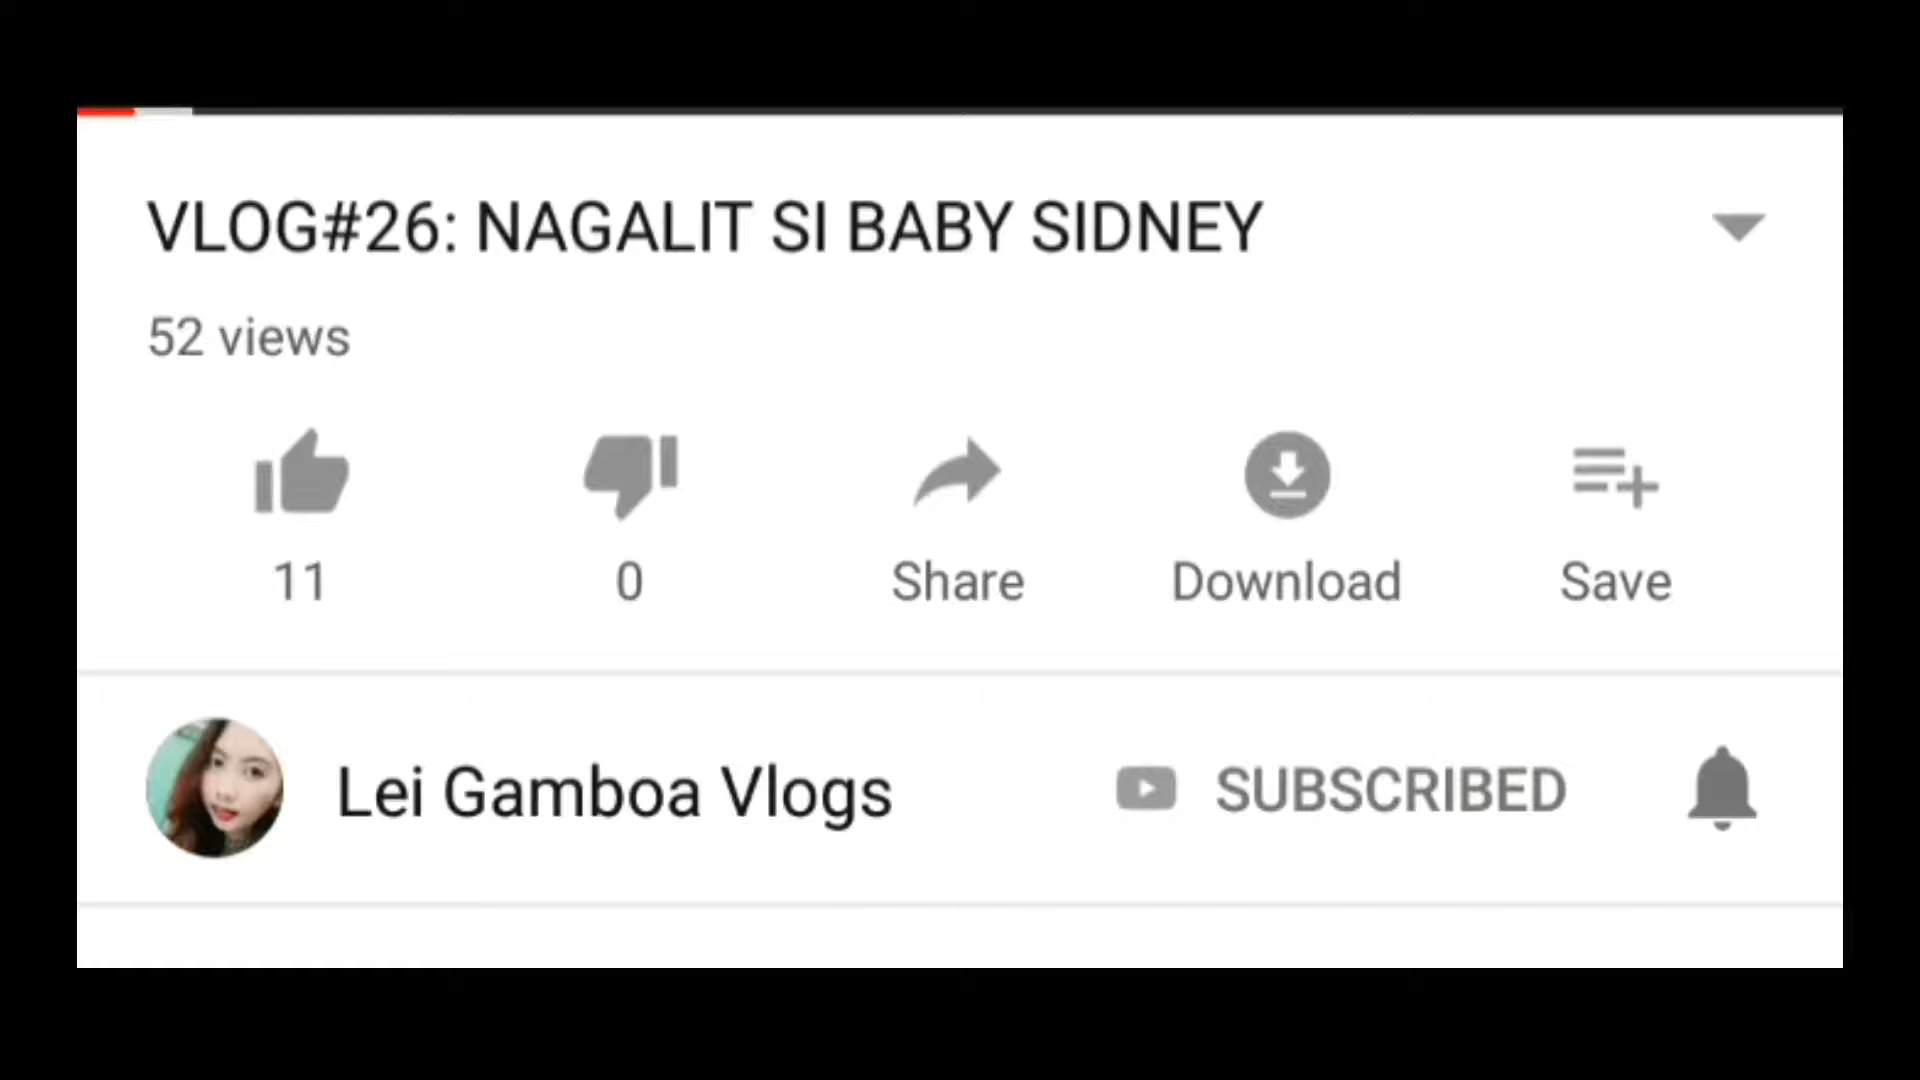 VLOG#26: NAGALIT SI BABY SIDNEY
52 views
11 0 Share Download Save
Lei Gamboa Vlogs SUBSCRIBED